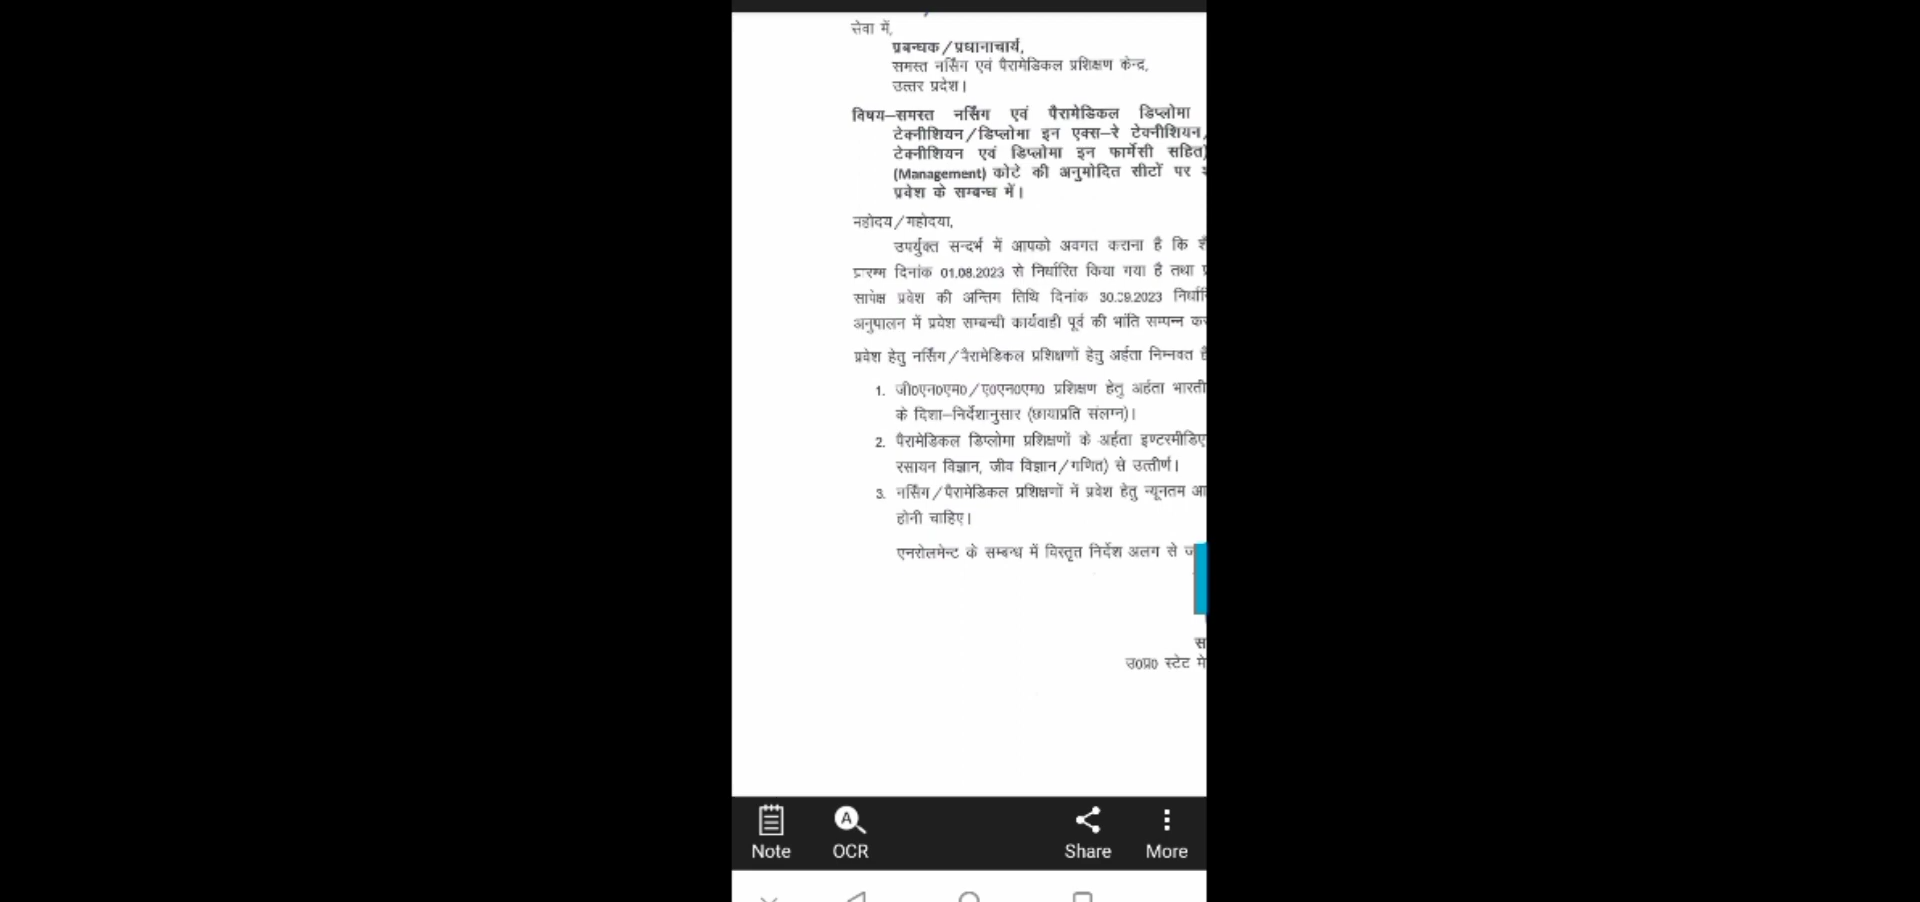 सेवा में,
प्रबन्धक/प्रधानाचार्य,
समस्त नर्सिंग एवं पैरामेडिकल प्रशिक्षण केन्द्र,
उत्तर प्रदेश।
विषय–समस्त नर्सिंग एवं पैरामेडिकल डिप्लोमा
टेक्नीशियन/डिप्लोमा इन एक्स–रे टेक्नीशियन/
टेक्नीशियन एवं डिप्लोमा इन फार्मेसी सहित)
(Management) कोटे की अनुमोदित सीटों पर
प्रवेश के सम्बन्ध में।
महोदय/महोदया,
उपर्युक्त सन्दर्भ में आपको अवगत कराना है कि
प्रारम्भ दिनांक 01.08.2023 से निर्धारित किया गया है तथा
सापेक्ष प्रवेश की अन्तिम तिथि दिनांक 30.09.2023
अनुपालन में प्रवेश सम्बन्धी कार्यवाही पूर्व की भांति सम्पन्न
प्रवेश हेतु नर्सिंग/पैरामेडिकल प्रशिक्षणों हेतु अर्हता निम्नवत
1. जी0एन0एम0/ए0एन0एम0 प्रशिक्षण हेतु अर्हता
के दिशा–निर्देशानुसार (छायाप्रति संलग्न)।
2. पैरामेडिकल डिप्लोमा प्रशिक्षणों के अर्हता
रसायन विज्ञान, जीव विज्ञान/गणित) से उत्तीर्ण।
3. नर्सिंग/पैरामेडिकल प्रशिक्षणों में प्रवेश हेतु न्यूनतम
होनी चाहिए।
एनरोलमेन्ट के सम्बन्ध में विस्तृत निर्देश अलग से
उ0प्र0 स्टेट
Note OCR Share More